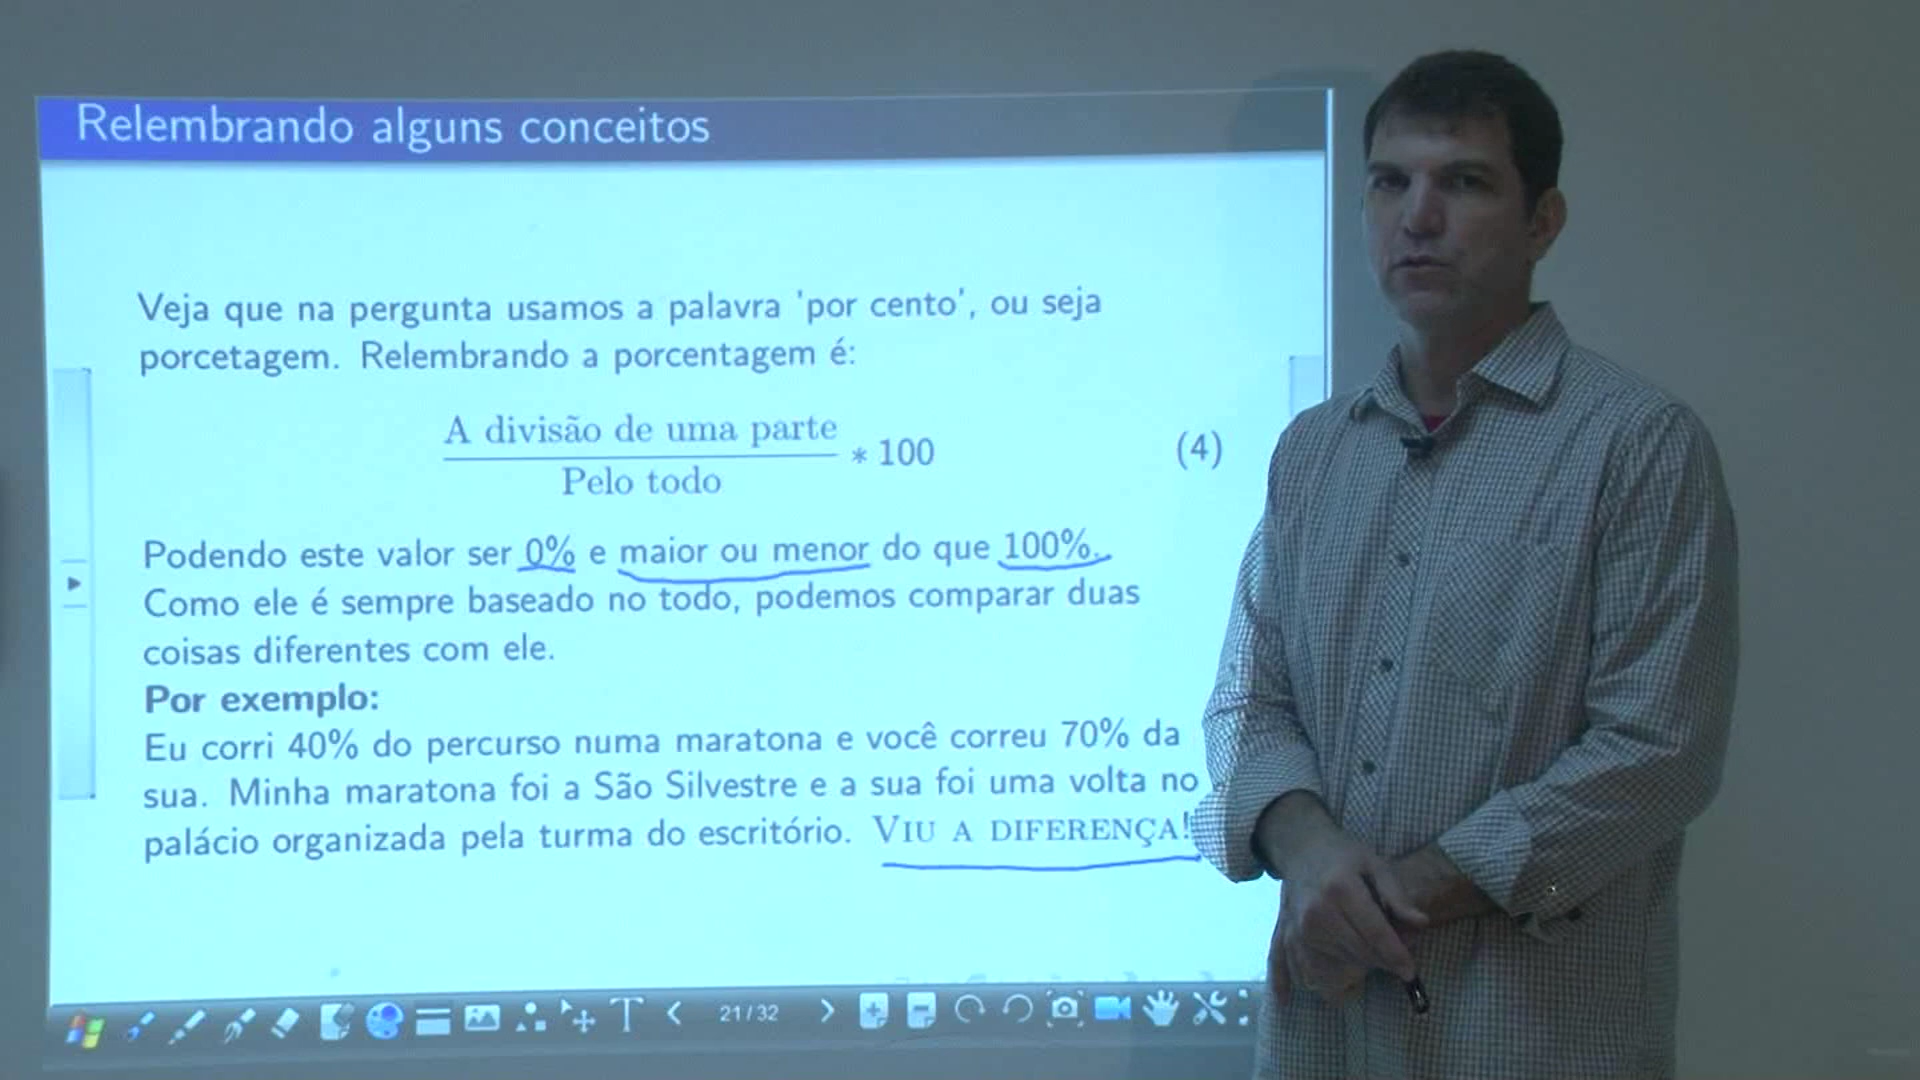 Relembrando alguns conceitos
Veja que na pergunta usamos a palavra 'por cento', ou seja
porcetagem. Relembrando a porcentagem é:
A divisão de uma parte
Pelo todo
* 100
(4)
Podendo este valor ser 0% e maior ou menor do que 100%.
Como ele é sempre baseado no todo, podemos comparar duas
coisas diferentes com ele.
Por exemplo:
Eu corri 40% do percurso numa maratona e você correu 70% da
sua. Minha maratona foi a São Silvestre e a sua foi uma volta no
palácio organizada pela turma do escritório. VIU A DIFERENÇA!
T
21/32